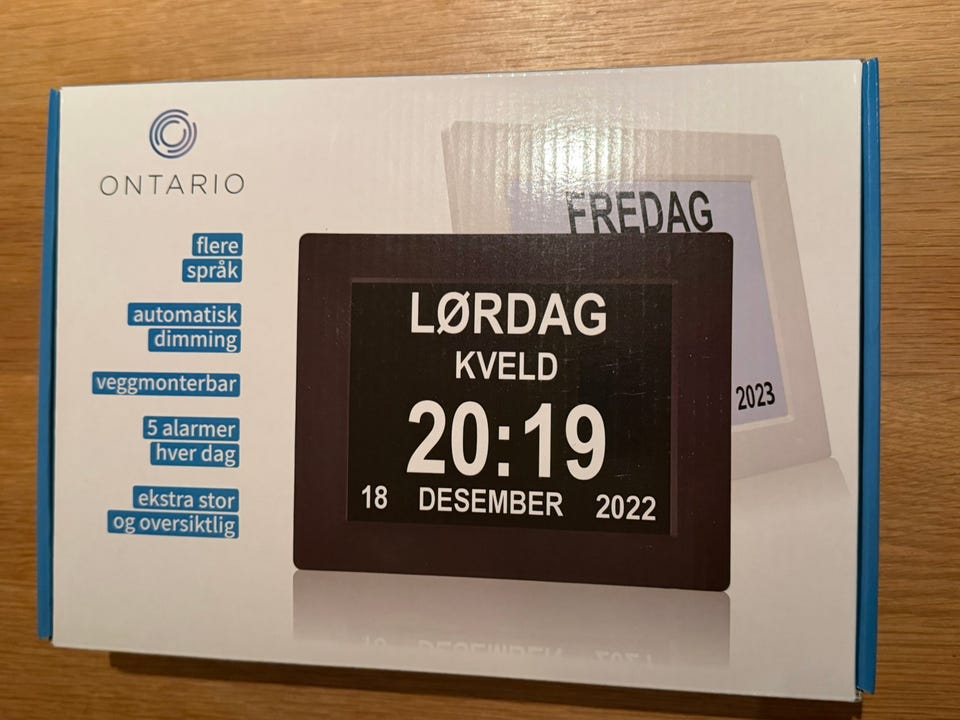 ONTARIO
flere
språk
automatisk
dimming
veggmonterbar
5 alarmer
hver dag
ekstra stor
og oversiktlig
FREDAG
2023
LØRDAG
KVELD
20:19
18 DESEMBER 2022